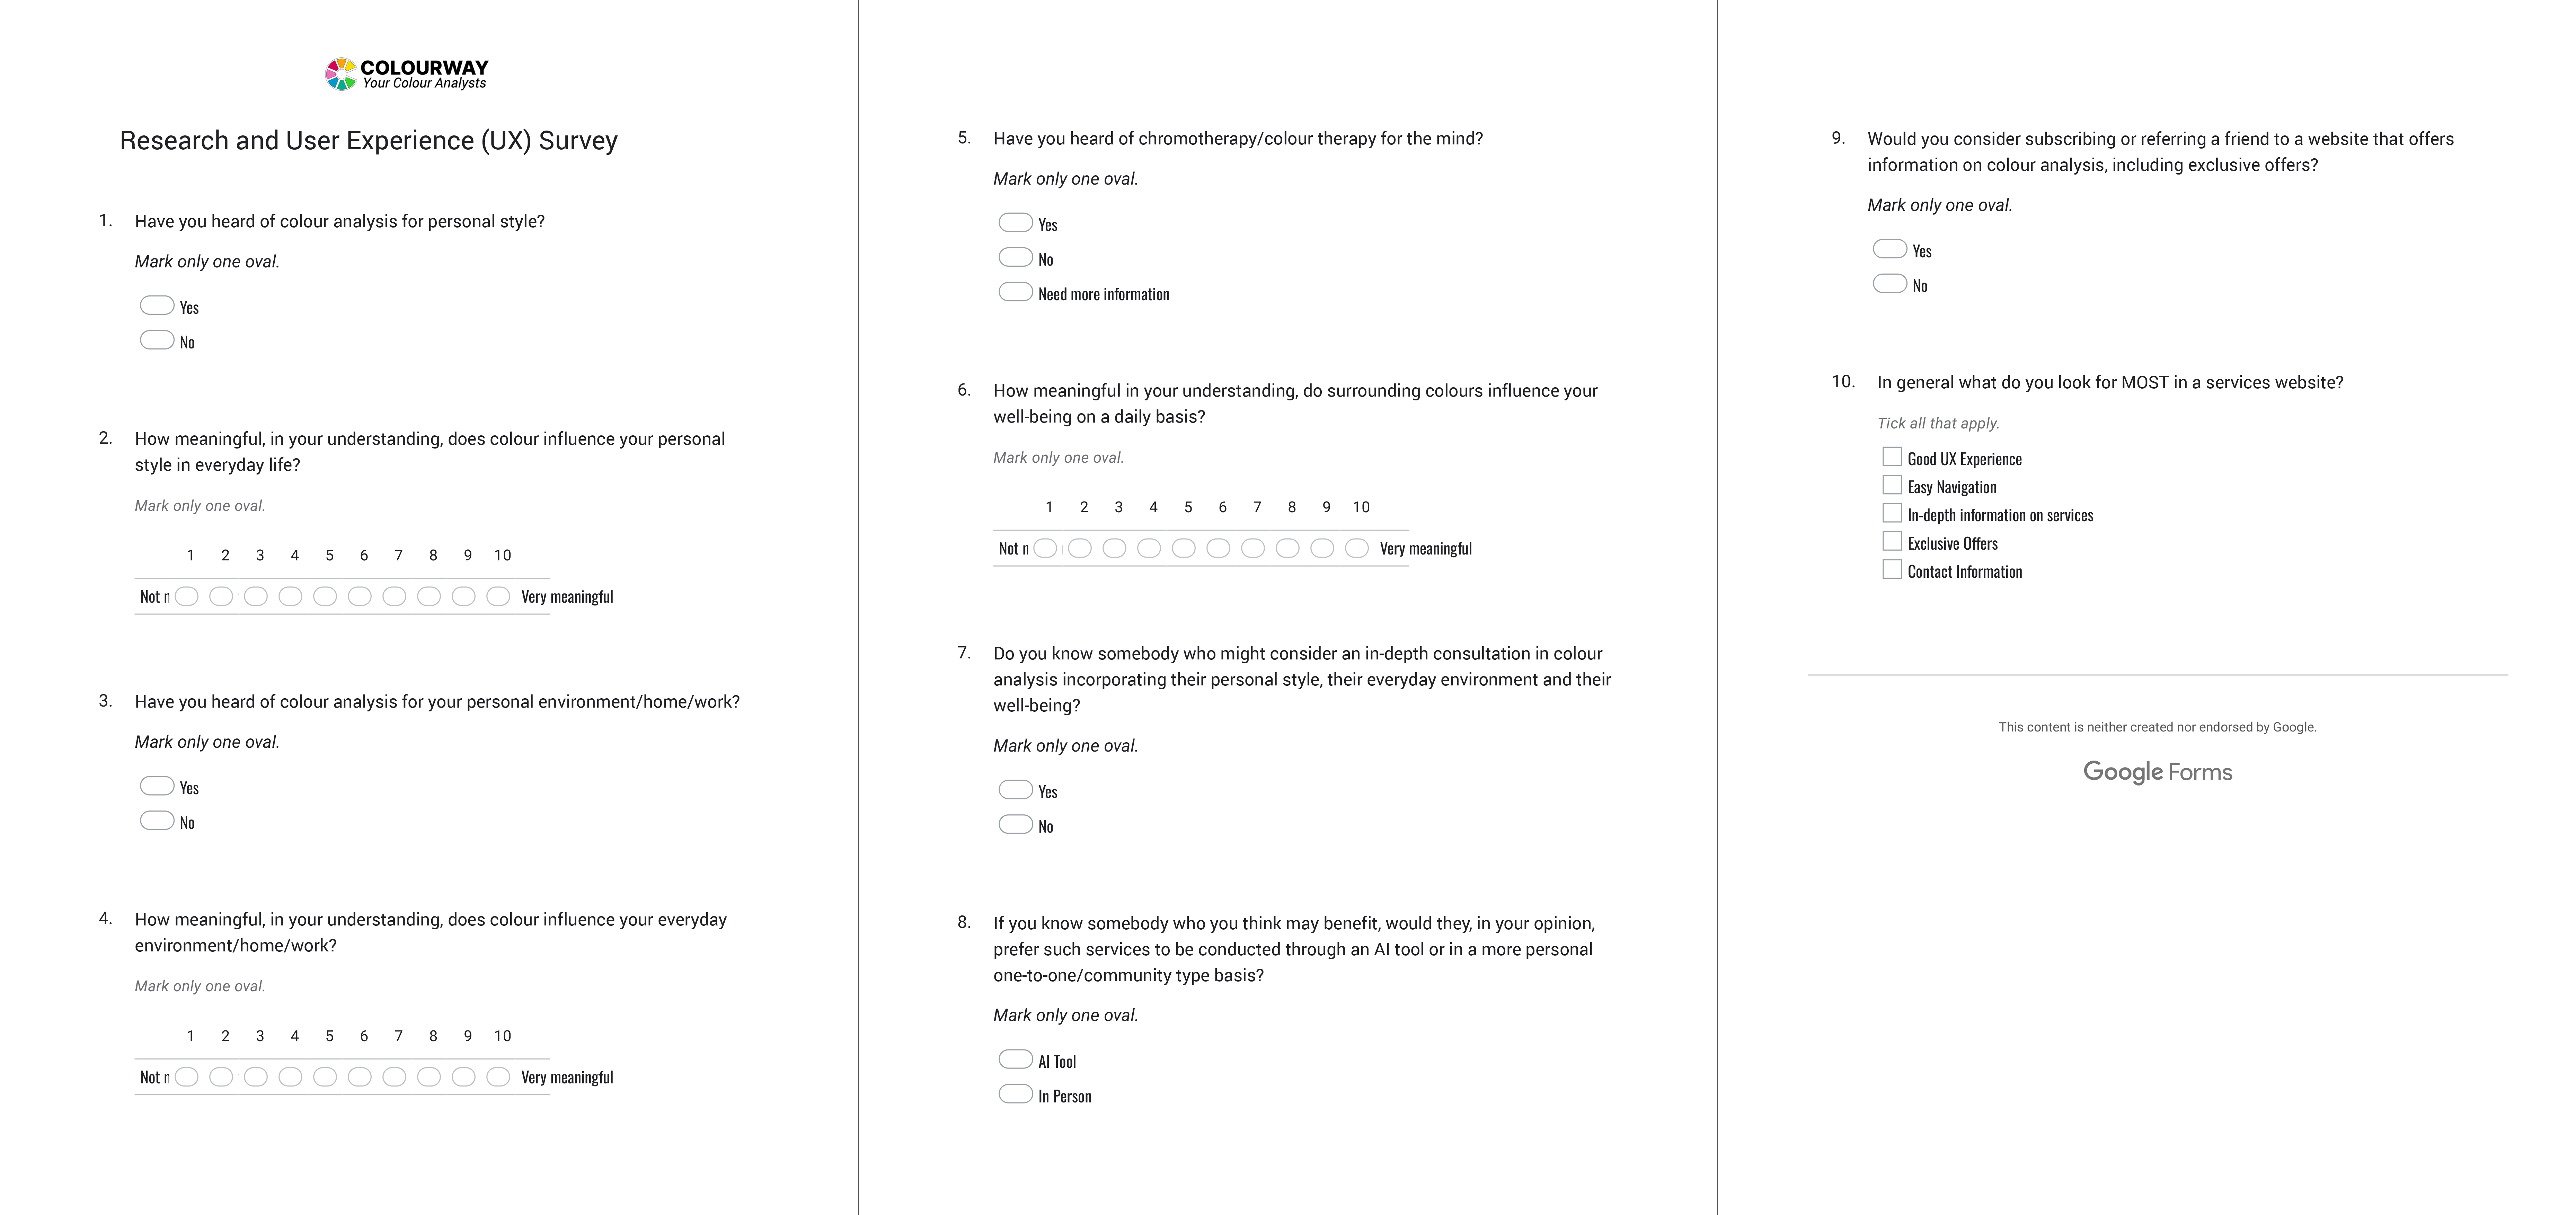 COLOURWAY
Your Colour Analysts
Research and User Experience (UX) Survey
1. Have you heard of colour analysis for personal style?
Mark only one oval.
Yes
No
2. How meaningful, in your understanding, does colour influence your personal
style in everyday life?
Mark only one oval.
1 2 3 4 5 6 7 8 9 10
Not Very meaningful
3. Have you heard of colour analysis for your personal environment/home/work?
Mark only one oval.
Yes
No
4. How meaningful, in your understanding, does colour influence your everyday
environment/home/work?
Mark only one oval.
1 2 3 4 5 6 7 8 9 10
Not Very meaningful
5. Have you heard of chromotherapy/colour therapy for the mind?
Mark only one oval.
Yes
No
Need more information
6. How meaningful in your understanding, do surrounding colours influence your
well-being on a daily basis?
Mark only one oval.
1 2 3 4 5 6 7 8 9 10
Not Very meaningful
7. Do you know somebody who might consider an in-depth consultation in colour
analysis incorporating their personal style, their everyday environment and their
well-being?
Mark only one oval.
Yes
No
8. If you know somebody who you think may benefit, would they, in your opinion,
prefer such services to be conducted through an AI tool or in a more personal
one-to-one/community type basis?
Mark only one oval.
AI Tool
In Person
9. Would you consider subscribing or referring a friend to a website that offers
information on colour analysis, including exclusive offers?
Mark only one oval.
Yes
No
10. In general what do you look for MOST in a services website?
Tick all that apply.
Good UX Experience
Easy Navigation
In-depth information on services
Exclusive Offers
Contact Information
This content is neither created nor endorsed by Google.
Google Forms